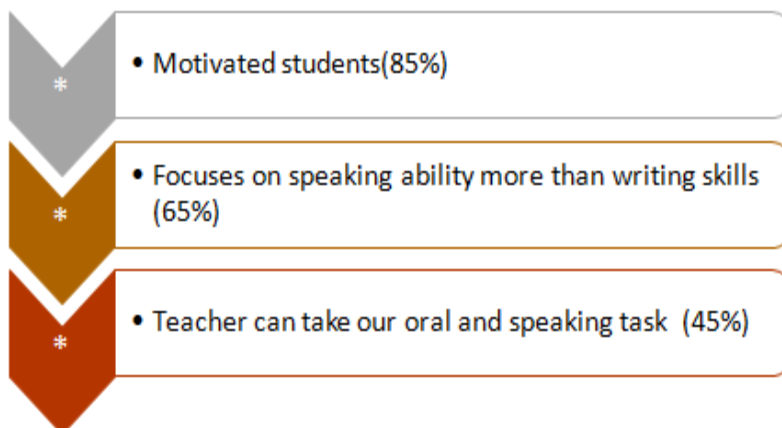 *
• Motivated students(85%)
*
• Focuses on speaking ability more than writing skills
(65%)
*
• Teacher can take our oral and speaking task (45%)